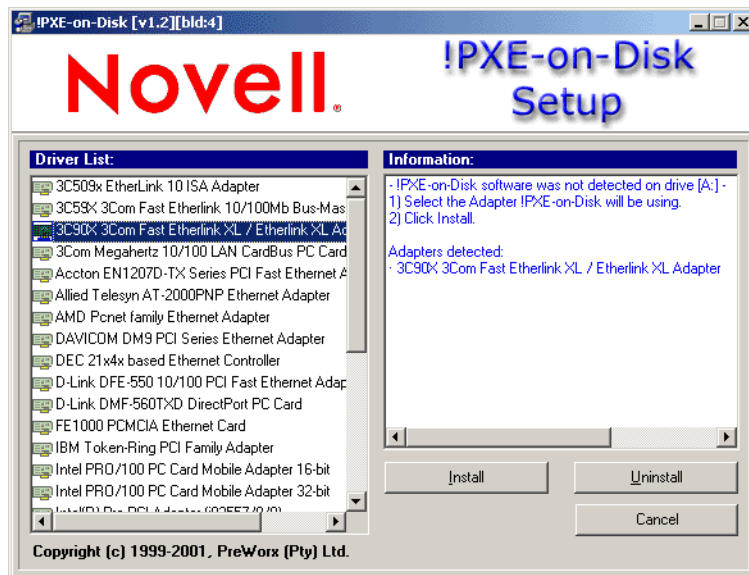 !PXE-on-Disk [v1.2][bld:4]
Novell®
!PXE-on-Disk
Setup
Driver List:
3C509x EtherLink 10 ISA Adapter
3C59X 3Com Fast Etherlink 10/100Mb Bus-Mas
3C90X 3Com Fast Etherlink XL / Etherlink XL Ad
3Com Megahertz 10/100 LAN CardBus PC Card
Accton EN1207D-TX Series PCI Fast Ethernet A
Allied Telesyn AT-2000PNP Ethernet Adapter
AMD Pcnet family Ethernet Adapter
DAVICOM DM9 PCI Series Ethernet Adapter
DEC 21x4x based Ethernet Controller
D-Link DFE-550 10/100 PCI Fast Ethernet Adap
D-Link DMF-560TXD DirectPort PC Card
FE1000 PCMCIA Ethernet Card
IBM Token-Ring PCI Family Adapter
Intel PRO/100 PC Card Mobile Adapter 16-bit
Intel PRO/100 PC Card Mobile Adapter 32-bit
Information:
- !PXE-on-Disk software was not detected on drive [A:] -
1) Select the Adapter !PXE-on-Disk will be using.
2) Click Install.
Adapters detected:
- 3C90X 3Com Fast Etherlink XL / Etherlink XL Adapter
Install
Uninstall
Cancel
Copyright (c) 1999-2001, PreWorx (Pty) Ltd.